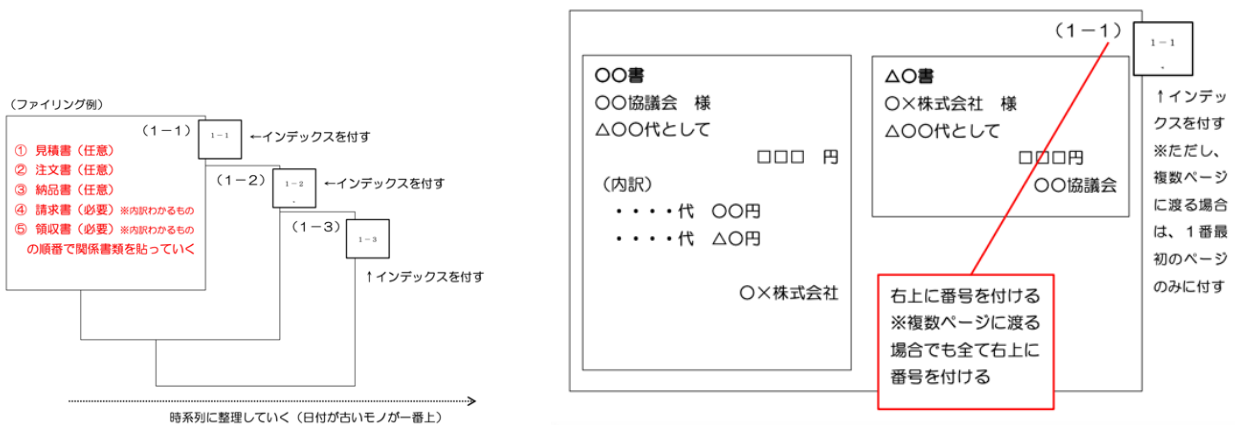 （ファイリング例）
（１－１）
１－１
←インデックスを付す
① 見積書（任意）
② 注文書（任意）
③ 納品書（任意）
④ 請求書（必要）※内訳わかるもの
⑤ 領収書（必要）※内訳わかるもの
の順番で関係書類を貼っていく
（１－２）
１－２
←インデックスを付す
（１－３）
１－３
↑インデックスを付す
時系列に整理していく（日付が古いモノが一番上）
（１－１）
１－１
↑インデッ
クスを付す
※ただし、
複数ページ
に渡る場合
は、１番最
初のページ
のみに付す
〇〇書
〇〇協議会　様
△〇〇代として
□□□　円
（内訳）
・・・・代　〇〇円
・・・・代　△〇円
〇×株式会社
△〇書
〇×株式会社　様
△〇〇代として
□□□円
〇〇協議会
右上に番号を付ける
※複数ページに渡る
場合でも全て右上に
番号を付ける